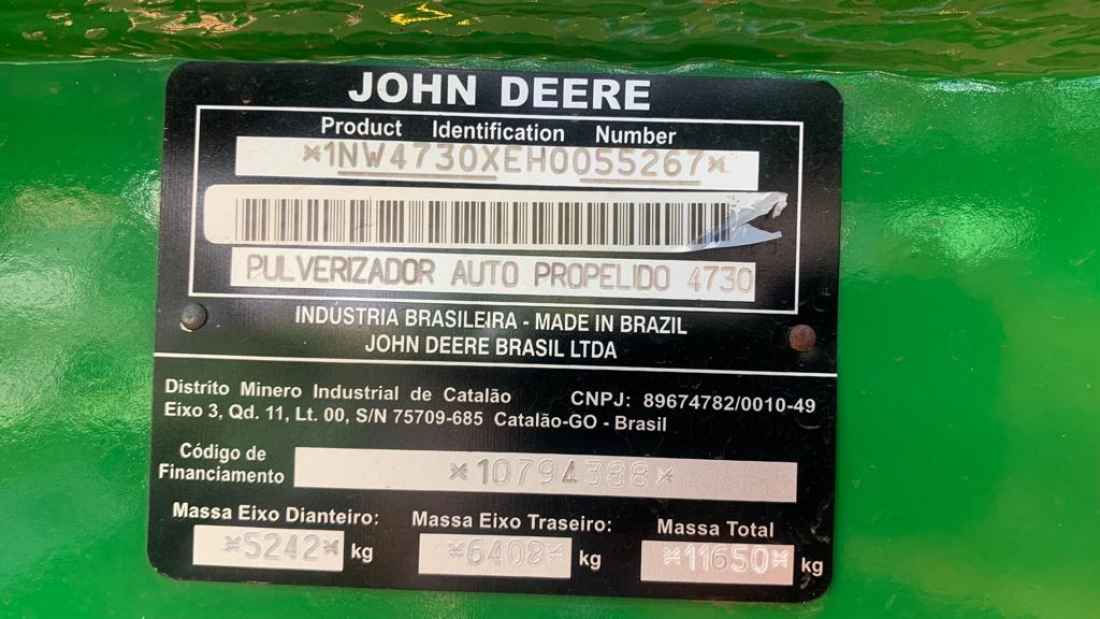 JOHN DEERE
Product Identification Number
*1NW4730XEH0055267*
PULVERIZADOR AUTO PROPELIDO 4730
INDÚSTRIA BRASILEIRA - MADE IN BRAZIL
JOHN DEERE BRASIL LTDA
Distrito Minero Industrial de Catalão CNPJ: 89674782/0010-49
Eixo 3, Qd. 11, Lt. 00, S/N 75709-685 Catalão-GO - Brasil
Código de
Financiamento *10794388*
Massa Eixo Dianteiro: Massa Eixo Traseiro: Massa Total
*5242* kg *6408* kg *11650* kg